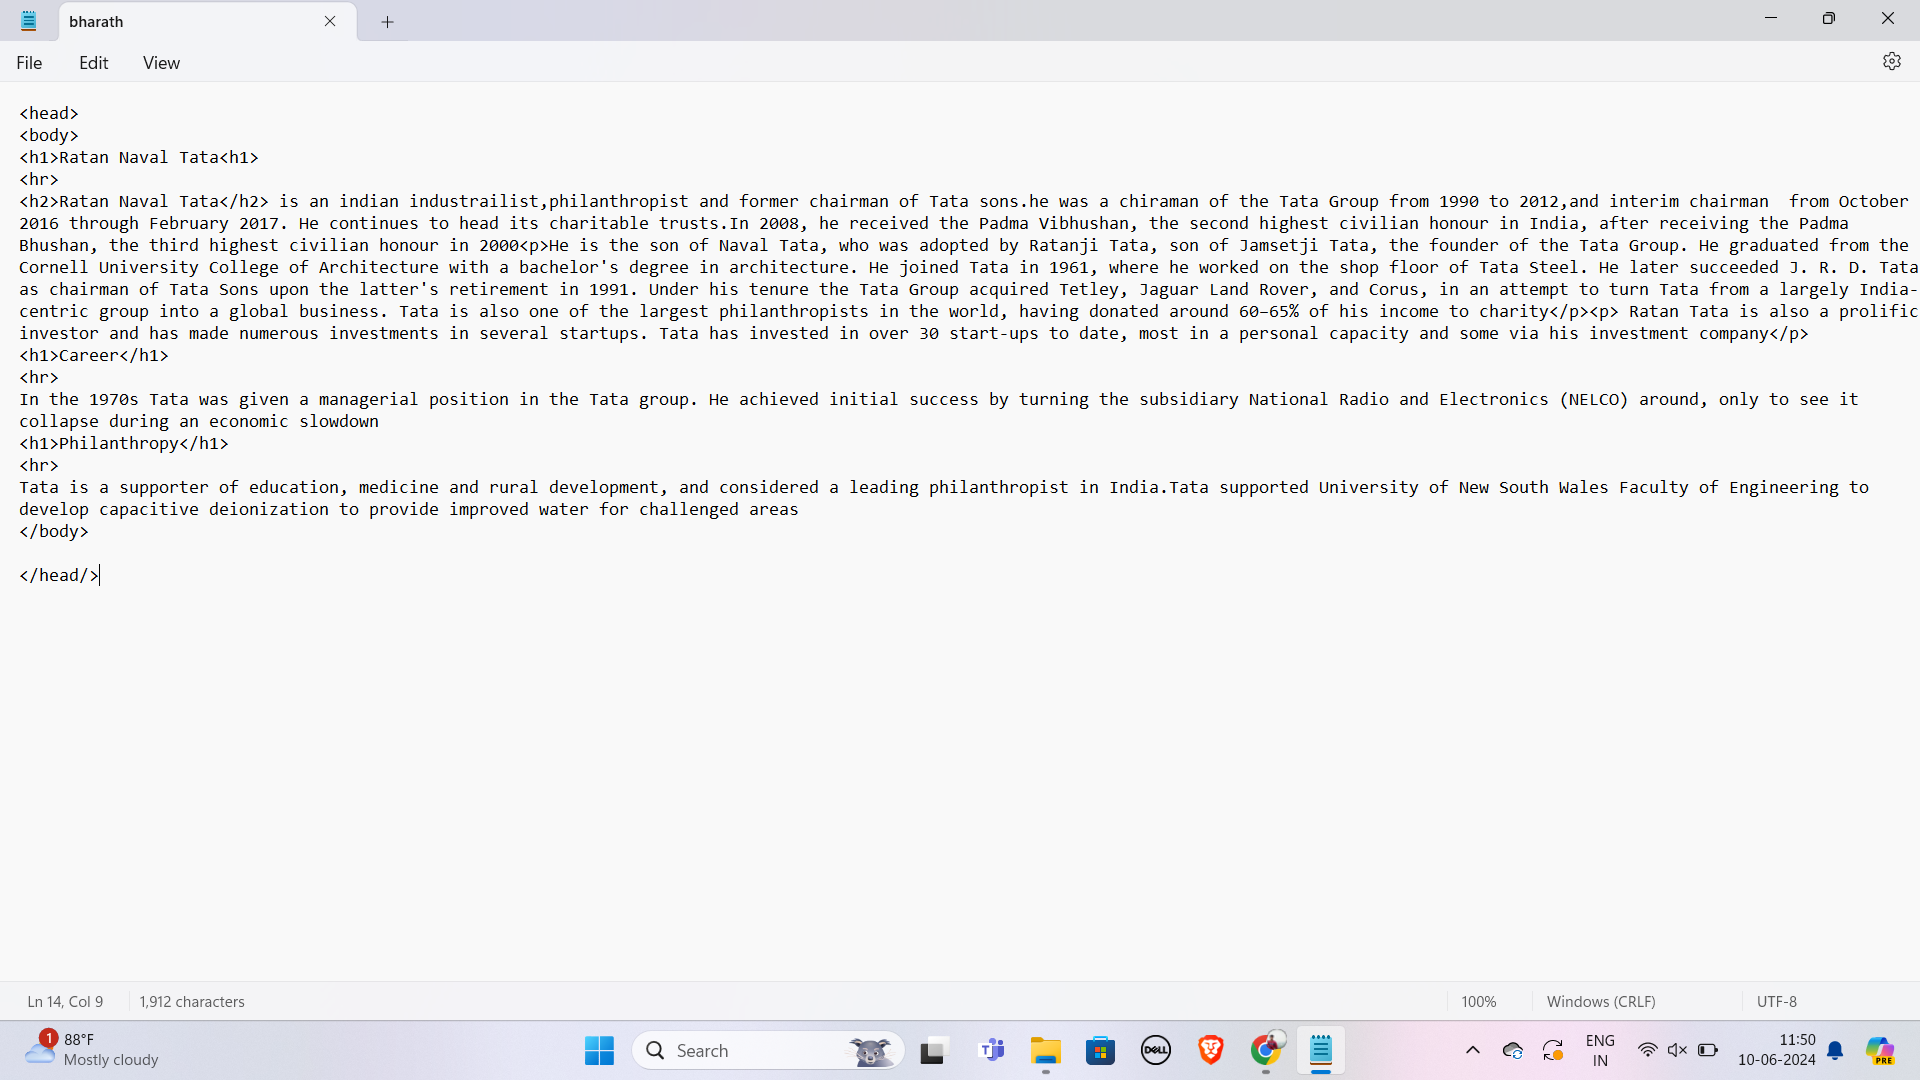 bharath
File Edit View
<head>
<body>
<h1>Ratan Naval Tata<h1>
<hr>
<h2>Ratan Naval Tata</h2> is an indian industrailist,philanthropist and former chairman of Tata sons.he was a chiraman of the Tata Group from 1990 to 2012,and interim chairman  from October
2016 through February 2017. He continues to head its charitable trusts.In 2008, he received the Padma Vibhushan, the second highest civilian honour in India, after receiving the Padma
Bhushan, the third highest civilian honour in 2000<p>He is the son of Naval Tata, who was adopted by Ratanji Tata, son of Jamsetji Tata, the founder of the Tata Group. He graduated from the
Cornell University College of Architecture with a bachelor's degree in architecture. He joined Tata in 1961, where he worked on the shop floor of Tata Steel. He later succeeded J. R. D. Tata
as chairman of Tata Sons upon the latter's retirement in 1991. Under his tenure the Tata Group acquired Tetley, Jaguar Land Rover, and Corus, in an attempt to turn Tata from a largely India-
centric group into a global business. Tata is also one of the largest philanthropists in the world, having donated around 60–65% of his income to charity</p><p> Ratan Tata is also a prolific
investor and has made numerous investments in several startups. Tata has invested in over 30 start-ups to date, most in a personal capacity and some via his investment company</p>
<h1>Career</h1>
<hr>
In the 1970s Tata was given a managerial position in the Tata group. He achieved initial success by turning the subsidiary National Radio and Electronics (NELCO) around, only to see it
collapse during an economic slowdown
<h1>Philanthropy</h1>
<hr>
Tata is a supporter of education, medicine and rural development, and considered a leading philanthropist in India.Tata supported University of New South Wales Faculty of Engineering to
develop capacitive deionization to provide improved water for challenged areas
</body>
</head/>
Ln 14, Col 9 1,912 characters 100% Windows (CRLF) UTF-8
1 88°F
Mostly cloudy
Search
DELL
ENG
IN
11:50
10-06-2024
PRE